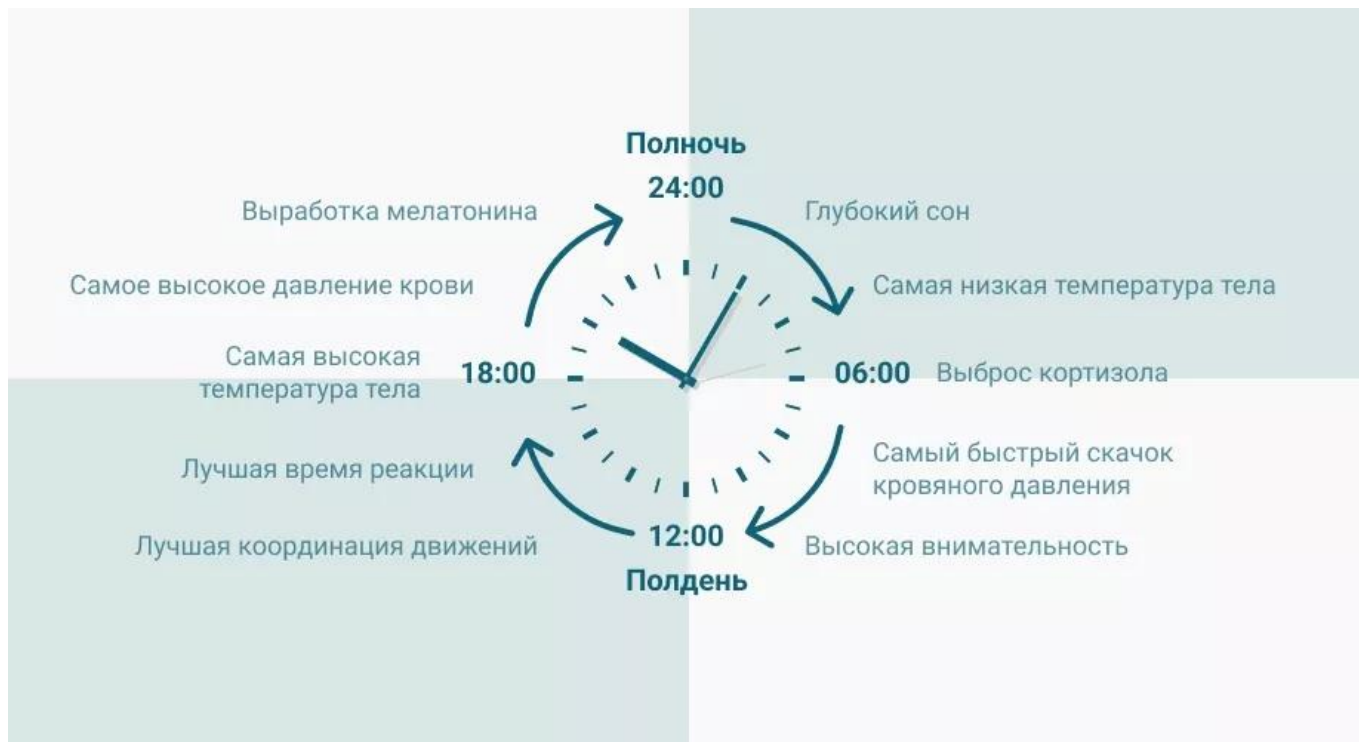 Полночь
24:00
Выработка мелатонина
Глубокий сон
Самое высокое давление крови
Самая низкая температура тела
Самая высокая
температура тела
18:00
06:00
Выброс кортизола
Лучшая время реакции
Самый быстрый скачок
кровяного давления
Лучшая координация движений
12:00
Высокая внимательность
Полдень